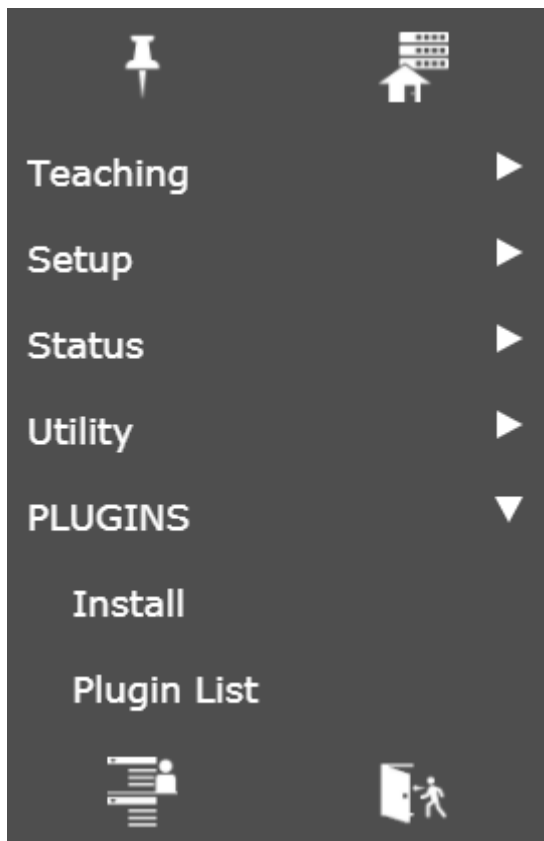 Teaching
Setup
Status
Utility
PLUGINS
Install
Plugin List